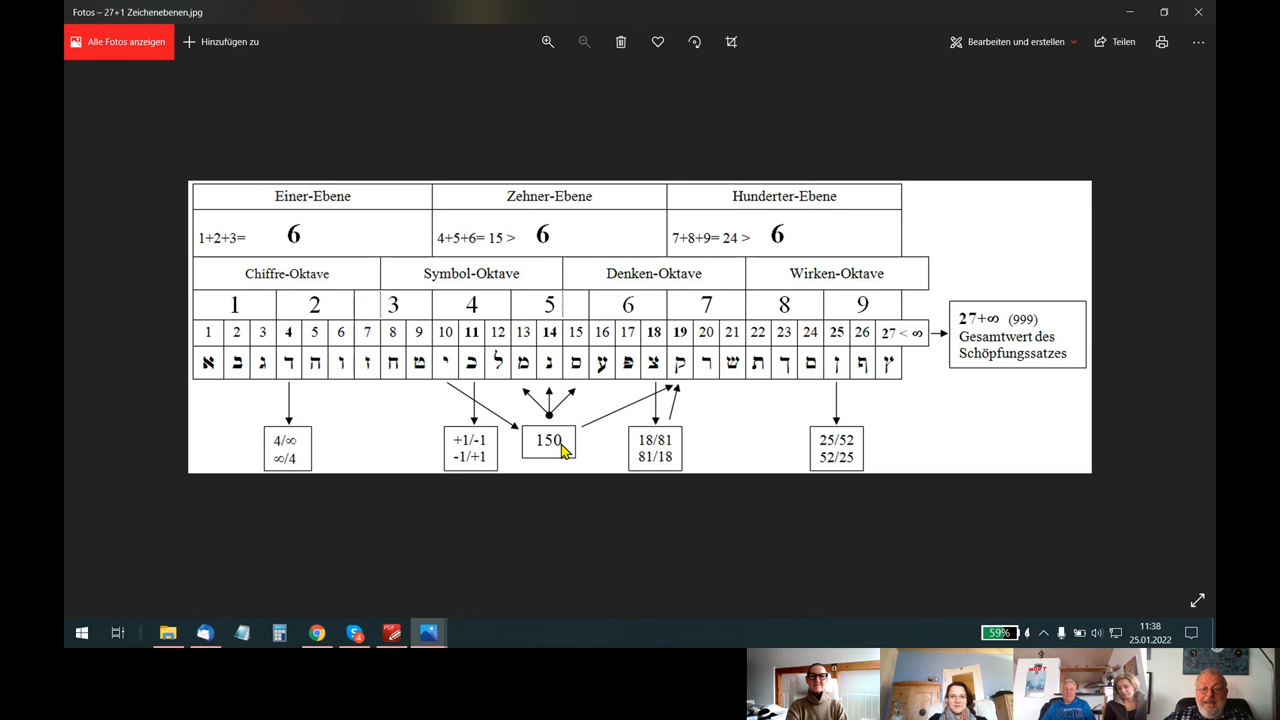 Fotos – 27+1 Zeichenebenen.jpg
Alle Fotos anzeigen
Hinzufügen zu
Bearbeiten und erstellen
Teilen
Einer-Ebene Zehner-Ebene Hunderter-Ebene
1+2+3= 6 4+5+6= 15 > 6 7+8+9= 24 > 6
Chiffre-Oktave Symbol-Oktave Denken-Oktave Wirken-Oktave
1 2 3 4 5 6 7 8 9
1 2 3 4 5 6 7 8 9 10 11 12 13 14 15 16 17 18 19 20 21 22 23 24 25 26 27 < ∞
א ב ג ד ה ו ז ח ט י כ ל מ נ ס ע פ צ ק ר ש ת ך ם ן ף ץ
27+∞ (999)
Gesamtwert des
Schöpfungssatzes
4/∞
∞/4
+1/-1
-1/+1
150
18/81
81/18
25/52
52/25
59%
11:38
25.01.2022